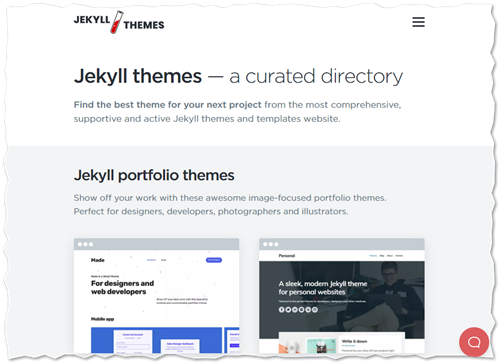 JEKYLL THEMES
Jekyll themes — a curated directory
Find the best theme for your next project from the most comprehensive,
supportive and active Jekyll themes and templates website.
Jekyll portfolio themes
Show off your work with these awesome image-focused portfolio themes.
Perfect for designers, developers, photographers and illustrators.
Made
For designers and
web developers
Mobile app
Personal
A sleek, modern Jekyll theme
for personal websites
Write it down